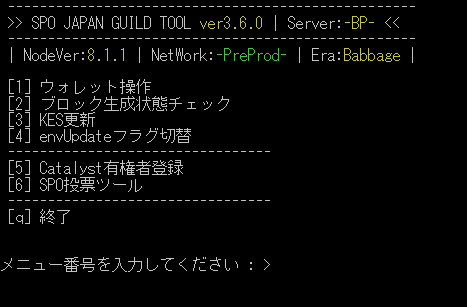 >> SPO JAPAN GUILD TOOL ver3.6.0 | Server:-BP- <<
| NodeVer:8.1.1 | NetWork:-PreProd- | Era:Babbage |
[1] ウォレット操作
[2] ブロック生成状態チェック
[3] KES更新
[4] envUpdateフラグ切替
[5] Catalyst有権者登録
[6] SPO投票ツール
[q] 終了
メニュー番号を入力してください : >